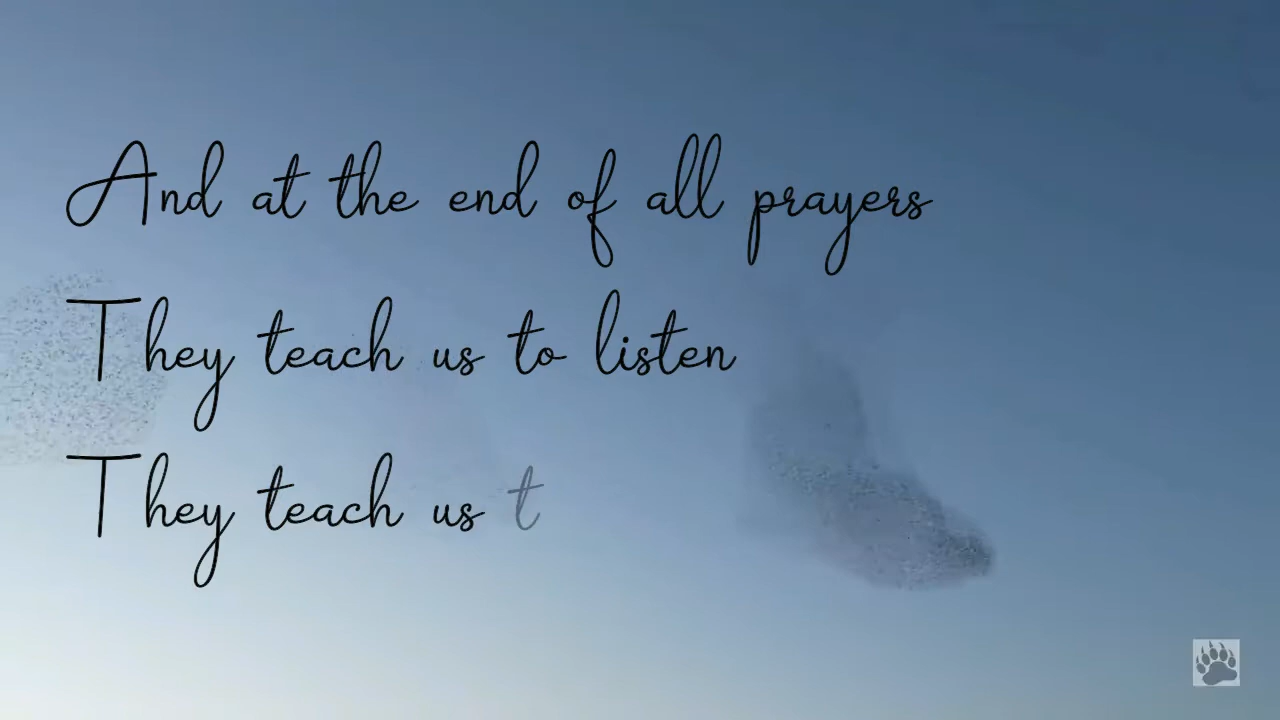 And at the end of all prayers
They teach us to listen
They teach us t